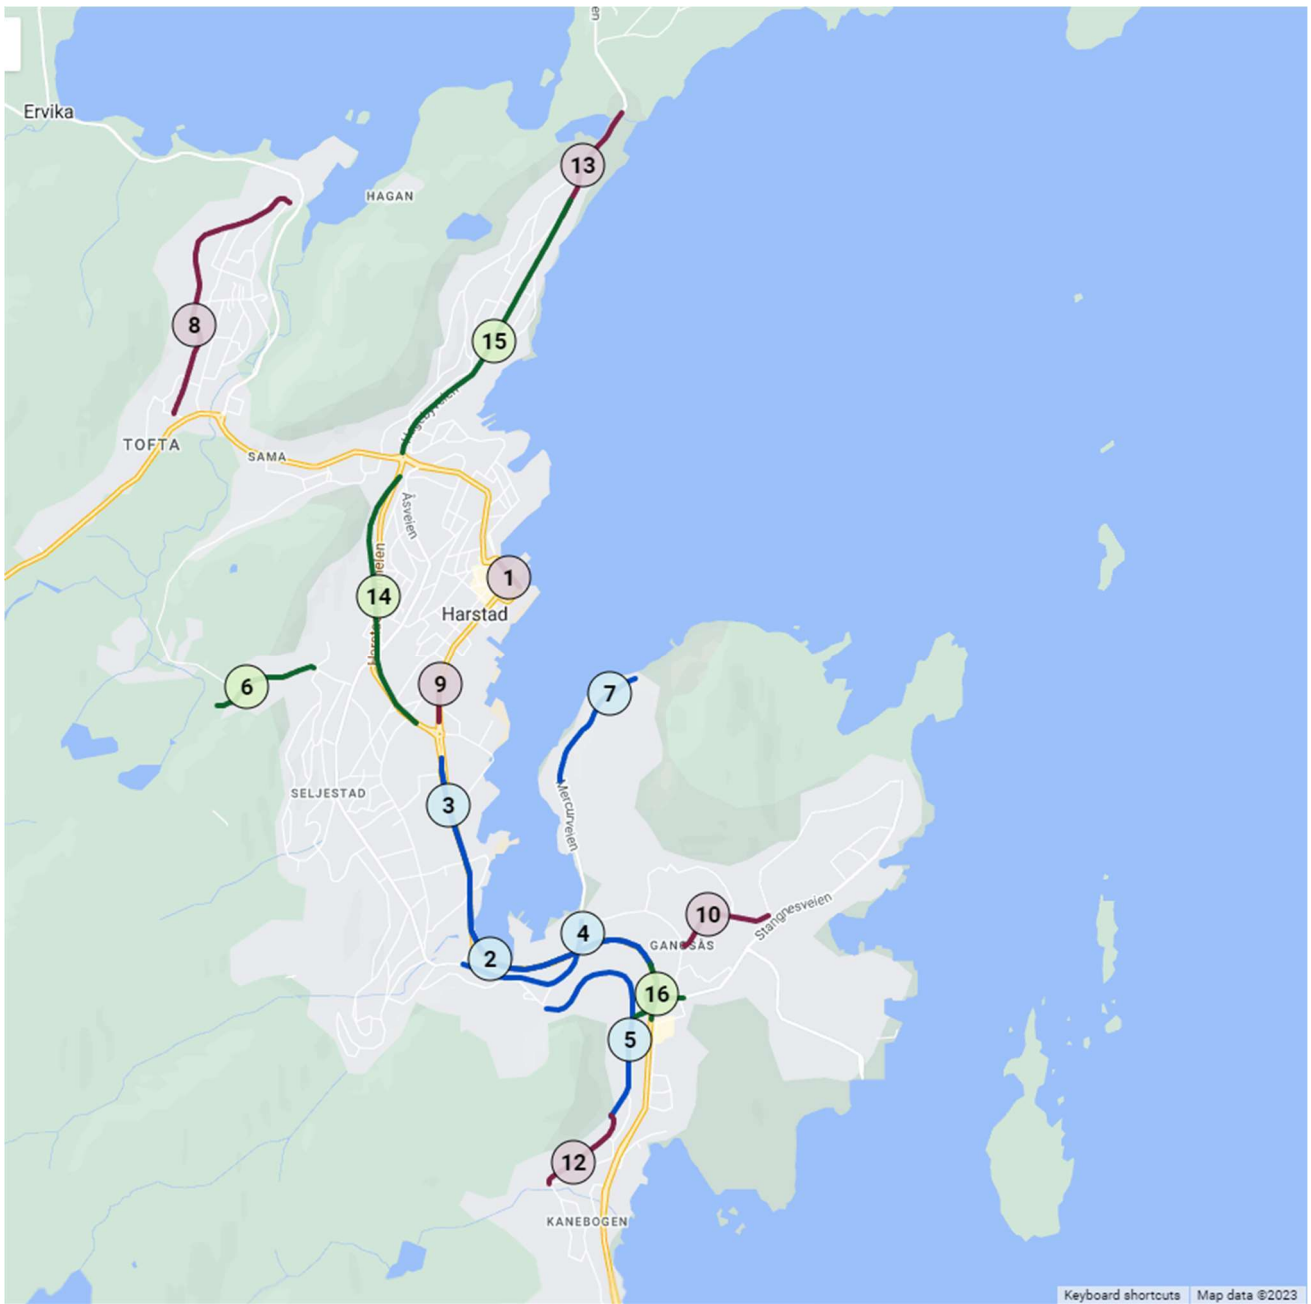 en
Ervika
13
HAGAN
8
15
TOFTA
SAMA
Åsveien
1
14
Harstad
6
9
7
SELJESTAD
3
Mercurveien
10
Stangnesveien
4
GANGSÅS
2
16
5
12
KANEBOGEN
Keyboard shortcuts
Map data ©2023